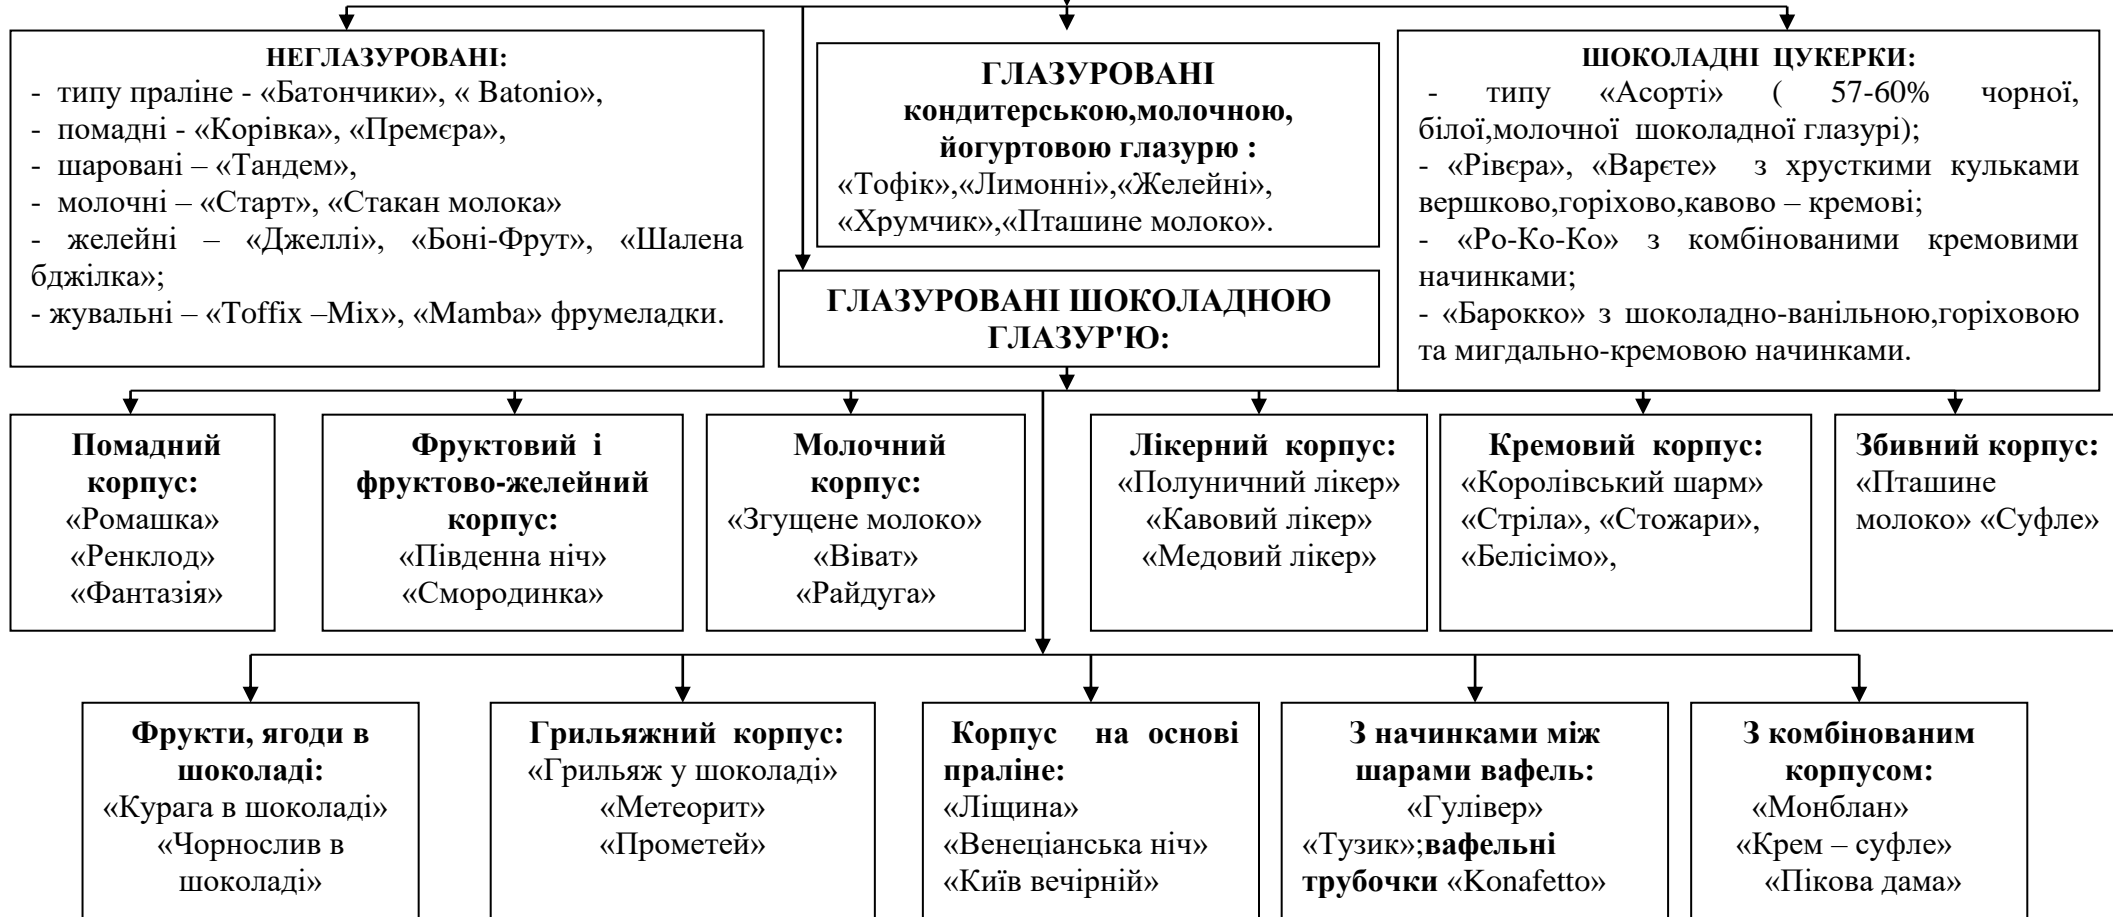 НЕГЛАЗУРОВАНІ:
- типу праліне - «Батончики», « Batonio»,
- помадні - «Корівка», «Премєра»,
- шаровані – «Тандем»,
- молочні – «Старт», «Стакан молока»
- желейні – «Джеллі», «Боні-Фрут», «Шалена
бджілка»;
- жувальні – «Toffix –Mix», «Mamba» фрумеладки.
ГЛАЗУРОВАНІ
кондитерською,молочною,
йогуртовою глазурю :
«Тофік»,«Лимонні»,«Желейні»,
«Хрумчик»,«Пташине молоко».
ШОКОЛАДНІ ЦУКЕРКИ:
- типу «Асорті» ( 57-60% чорної,
білої,молочної шоколадної глазурі);
- «Рівєра», «Варєте» з хрусткими кульками
вершково,горіхово,кавово – кремові;
- «Ро-Ко-Ко» з комбінованими кремовими
начинками;
- «Барокко» з шоколадно-ванільною,горіховою
та мигдально-кремовою начинками.
ГЛАЗУРОВАНІ ШОКОЛАДНОЮ
ГЛАЗУР'Ю:
Помадний
корпус:
«Ромашка»
«Ренклод»
«Фантазія»
Фруктовий і
фруктово-желейний
корпус:
«Південна ніч»
«Смородинка»
Молочний
корпус:
«Згущене молоко»
«Віват»
«Райдуга»
Лікерний корпус:
«Полуничний лікер»
«Кавовий лікер»
«Медовий лікер»
Кремовий корпус:
«Королівський шарм»
«Стріла», «Стожари»,
«Белісімо»,
Збивний корпус:
«Пташине
молоко» «Суфле»
Фрукти, ягоди в
шоколаді:
«Курага в шоколаді»
«Чорнослив в
шоколаді»
Грильяжний корпус:
«Грильяж у шоколаді»
«Метеорит»
«Прометей»
Корпус на основі
праліне:
«Ліщина»
«Венеціанська ніч»
«Київ вечірній»
З начинками між
шарами вафель:
«Гулівер»
«Тузик»;вафельні
трубочки «Konafetto»
З комбінованим
корпусом:
«Монблан»
«Крем – суфле»
«Пікова дама»